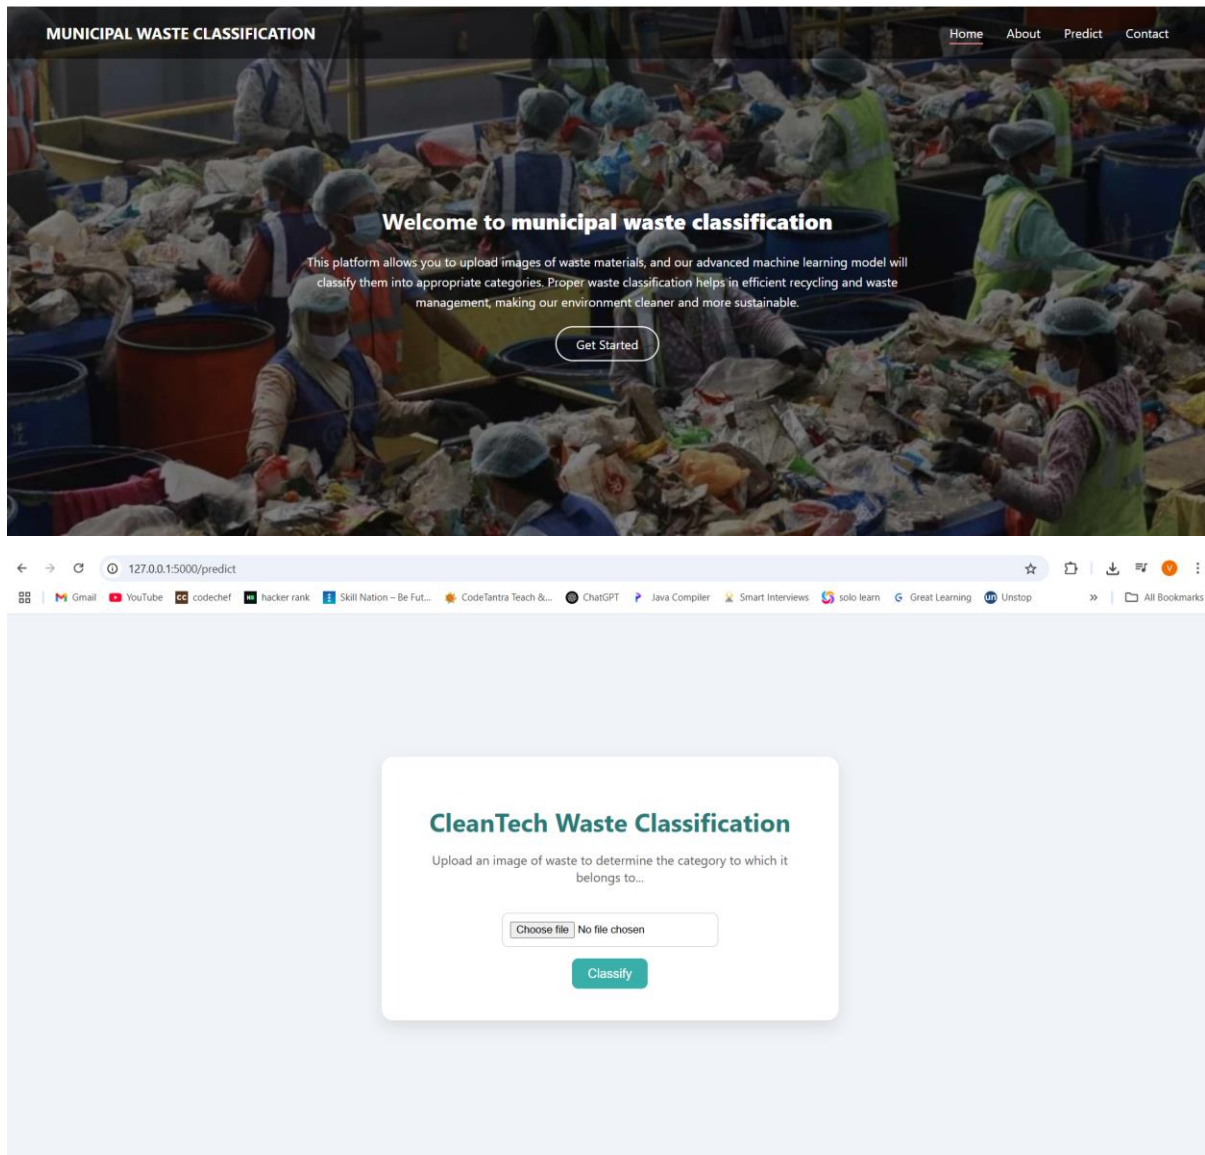 MUNICIPAL WASTE CLASSIFICATION
Home About Predict Contact
Welcome to municipal waste classification
This platform allows you to upload images of waste materials, and our advanced machine learning model will
classify them into appropriate categories. Proper waste classification helps in efficient recycling and waste
management, making our environment cleaner and more sustainable.
Get Started
127.0.0.1:5000/predict
V
Gmail YouTube codechef hacker rank Skill Nation – Be Fut... CodeTantra Teach &... ChatGPT Java Compiler Smart Interviews solo learn Great Learning Unstop » All Bookmarks
CleanTech Waste Classification
Upload an image of waste to determine the category to which it
belongs to...
Choose file No file chosen
Classify